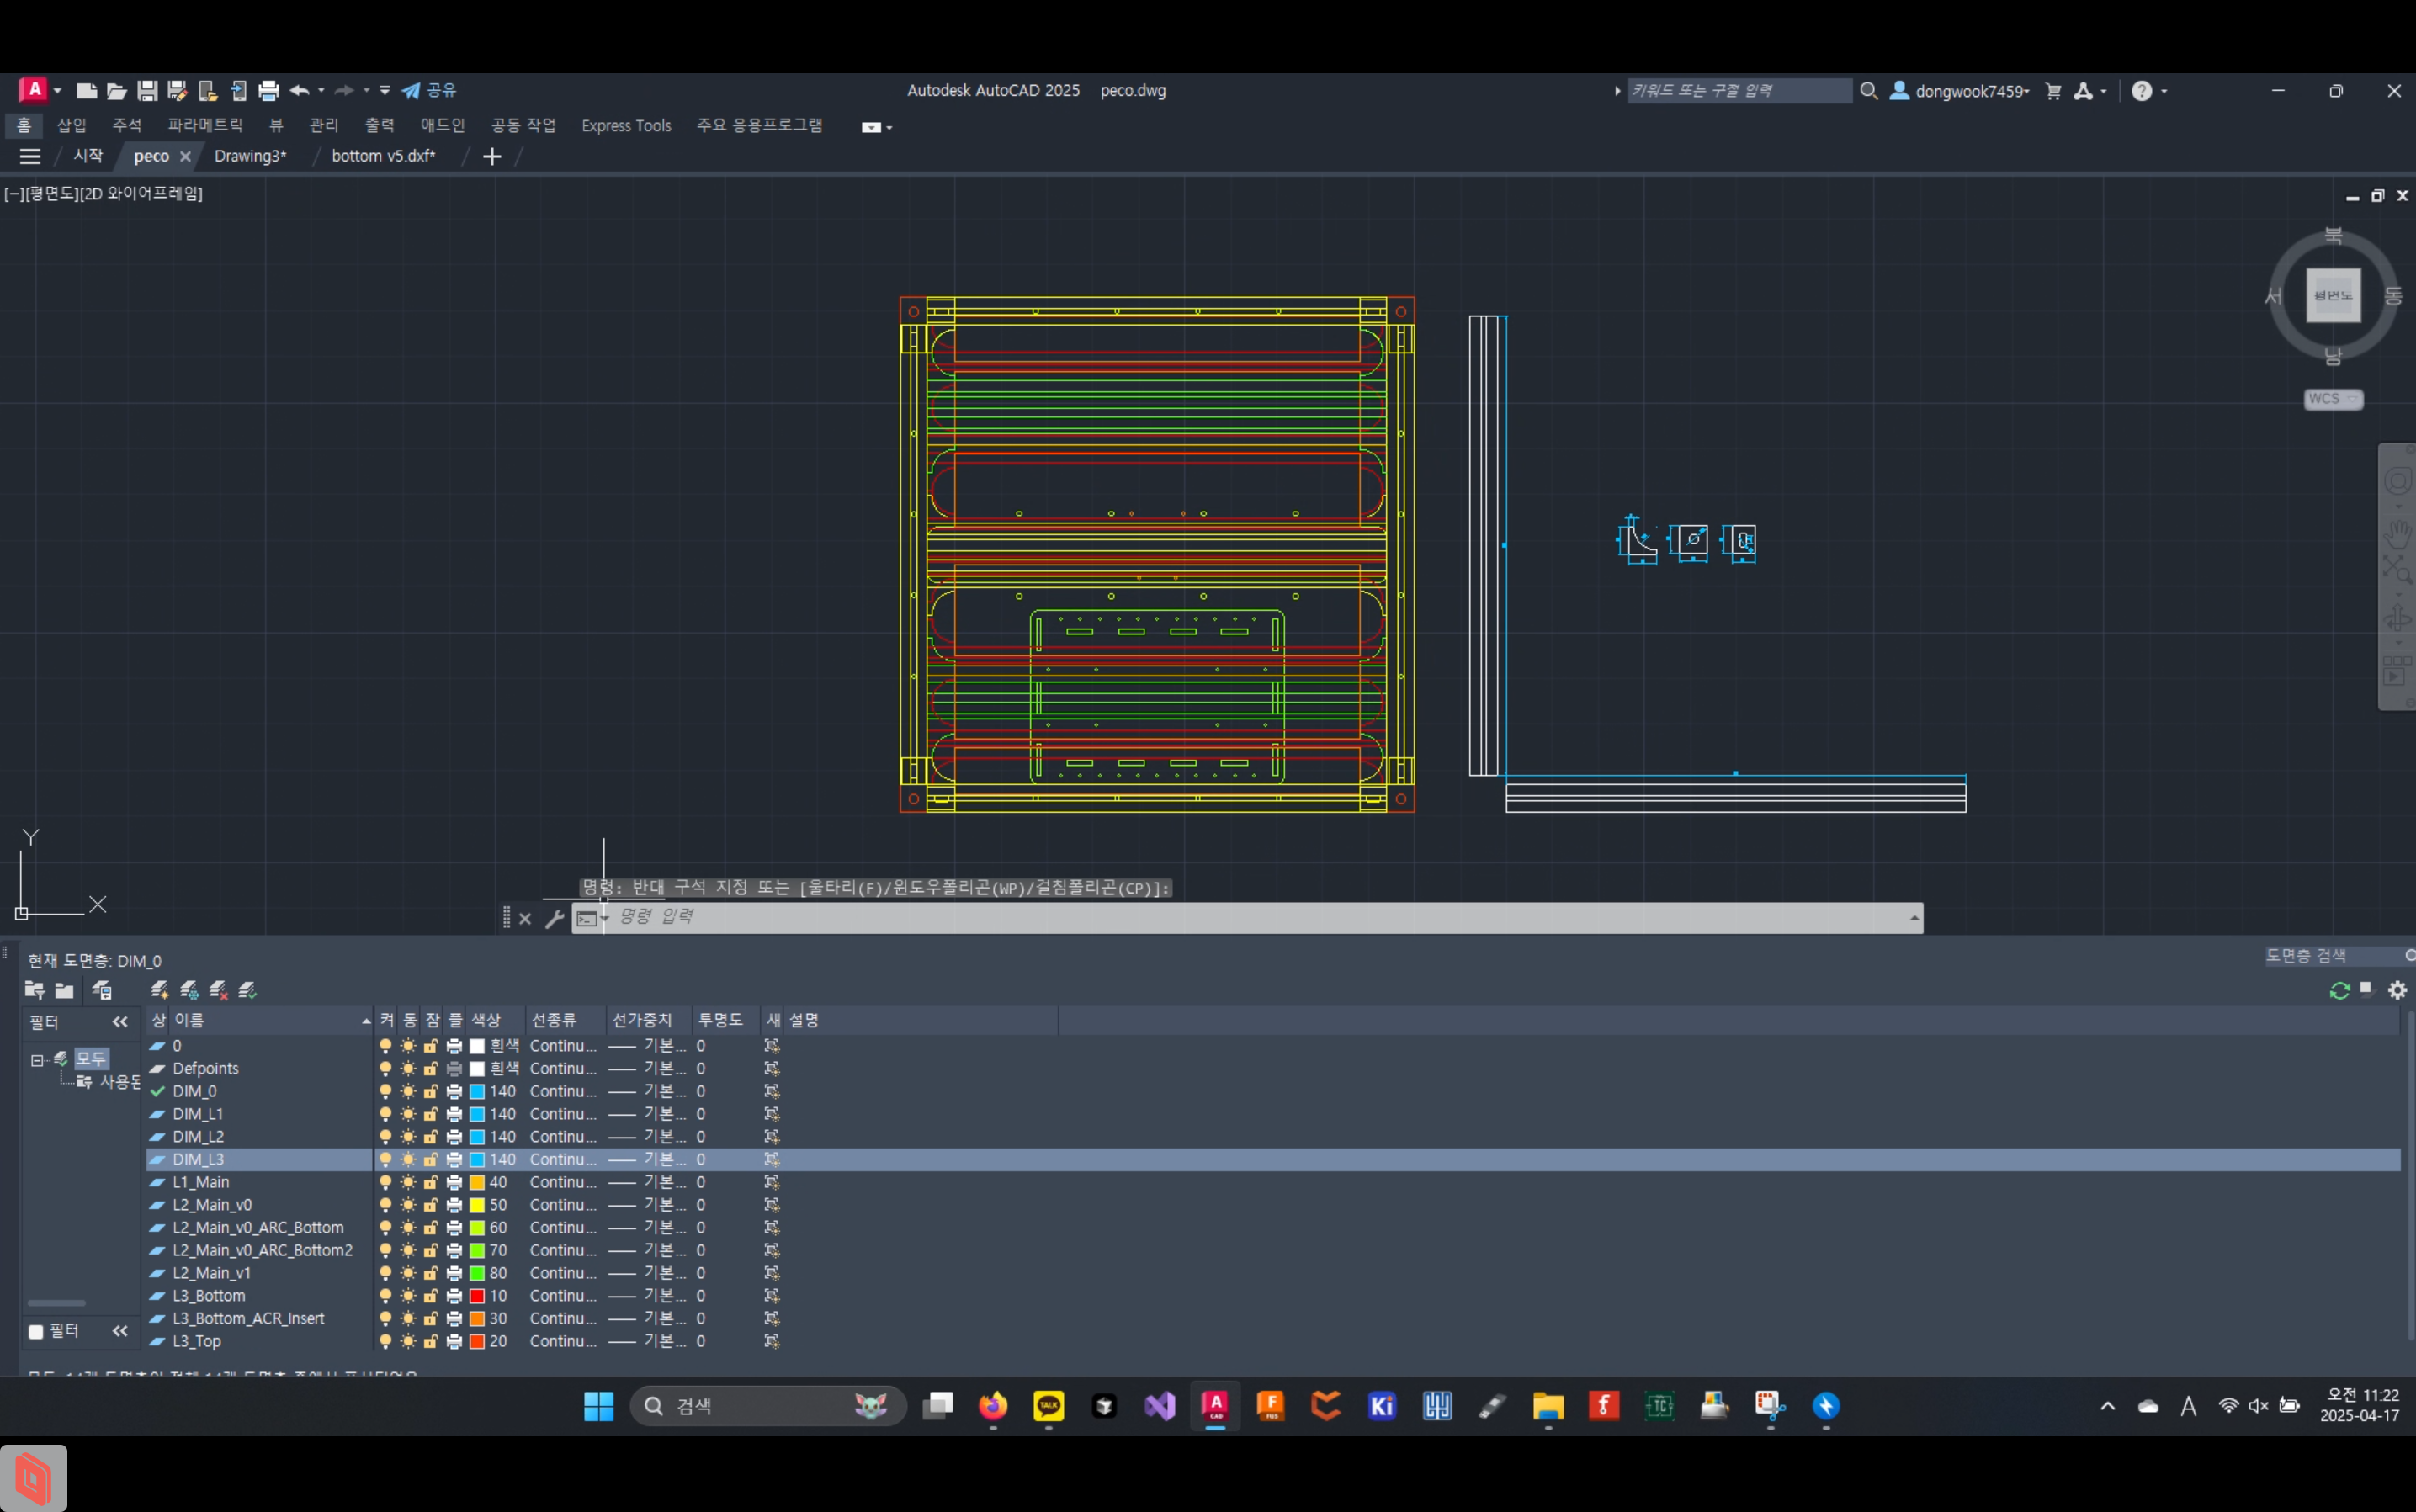 공유
Autodesk AutoCAD 2025 peco.dwg
키워드 또는 구절 입력
dongwook7459
홈 삽입 주석 파라메트릭 뷰 관리 출력 애드인 공동 작업 Express Tools 주요 응용프로그램
시작 peco Drawing3* bottom v5.dxf*
[−][평면도][2D 와이어프레임]
북
서 평면도 동
남
WCS
Y
X
명령: 반대 구석 지정 또는 [울타리(F)/윈도우폴리곤(WP)/걸침폴리곤(CP)]:
명령 입력
현재 도면층: DIM_0
도면층 검색
필터 상 이름 켜 동 잠 플 색상 선종류 선가중치 투명도 새 설명
모두
사용된
0 흰색 Continu... 기본... 0
Defpoints 흰색 Continu... 기본... 0
DIM_0 140 Continu... 기본... 0
DIM_L1 140 Continu... 기본... 0
DIM_L2 140 Continu... 기본... 0
DIM_L3 140 Continu... 기본... 0
L1_Main 40 Continu... 기본... 0
L2_Main_v0 50 Continu... 기본... 0
L2_Main_v0_ARC_Bottom 60 Continu... 기본... 0
L2_Main_v0_ARC_Bottom2 70 Continu... 기본... 0
L2_Main_v1 80 Continu... 기본... 0
L3_Bottom 10 Continu... 기본... 0
L3_Bottom_ACR_Insert 30 Continu... 기본... 0
L3_Top 20 Continu... 기본... 0
필터
검색
TALK
A
CAD
F
FUS
Ki
f
TC
A
오전 11:22
2025-04-17